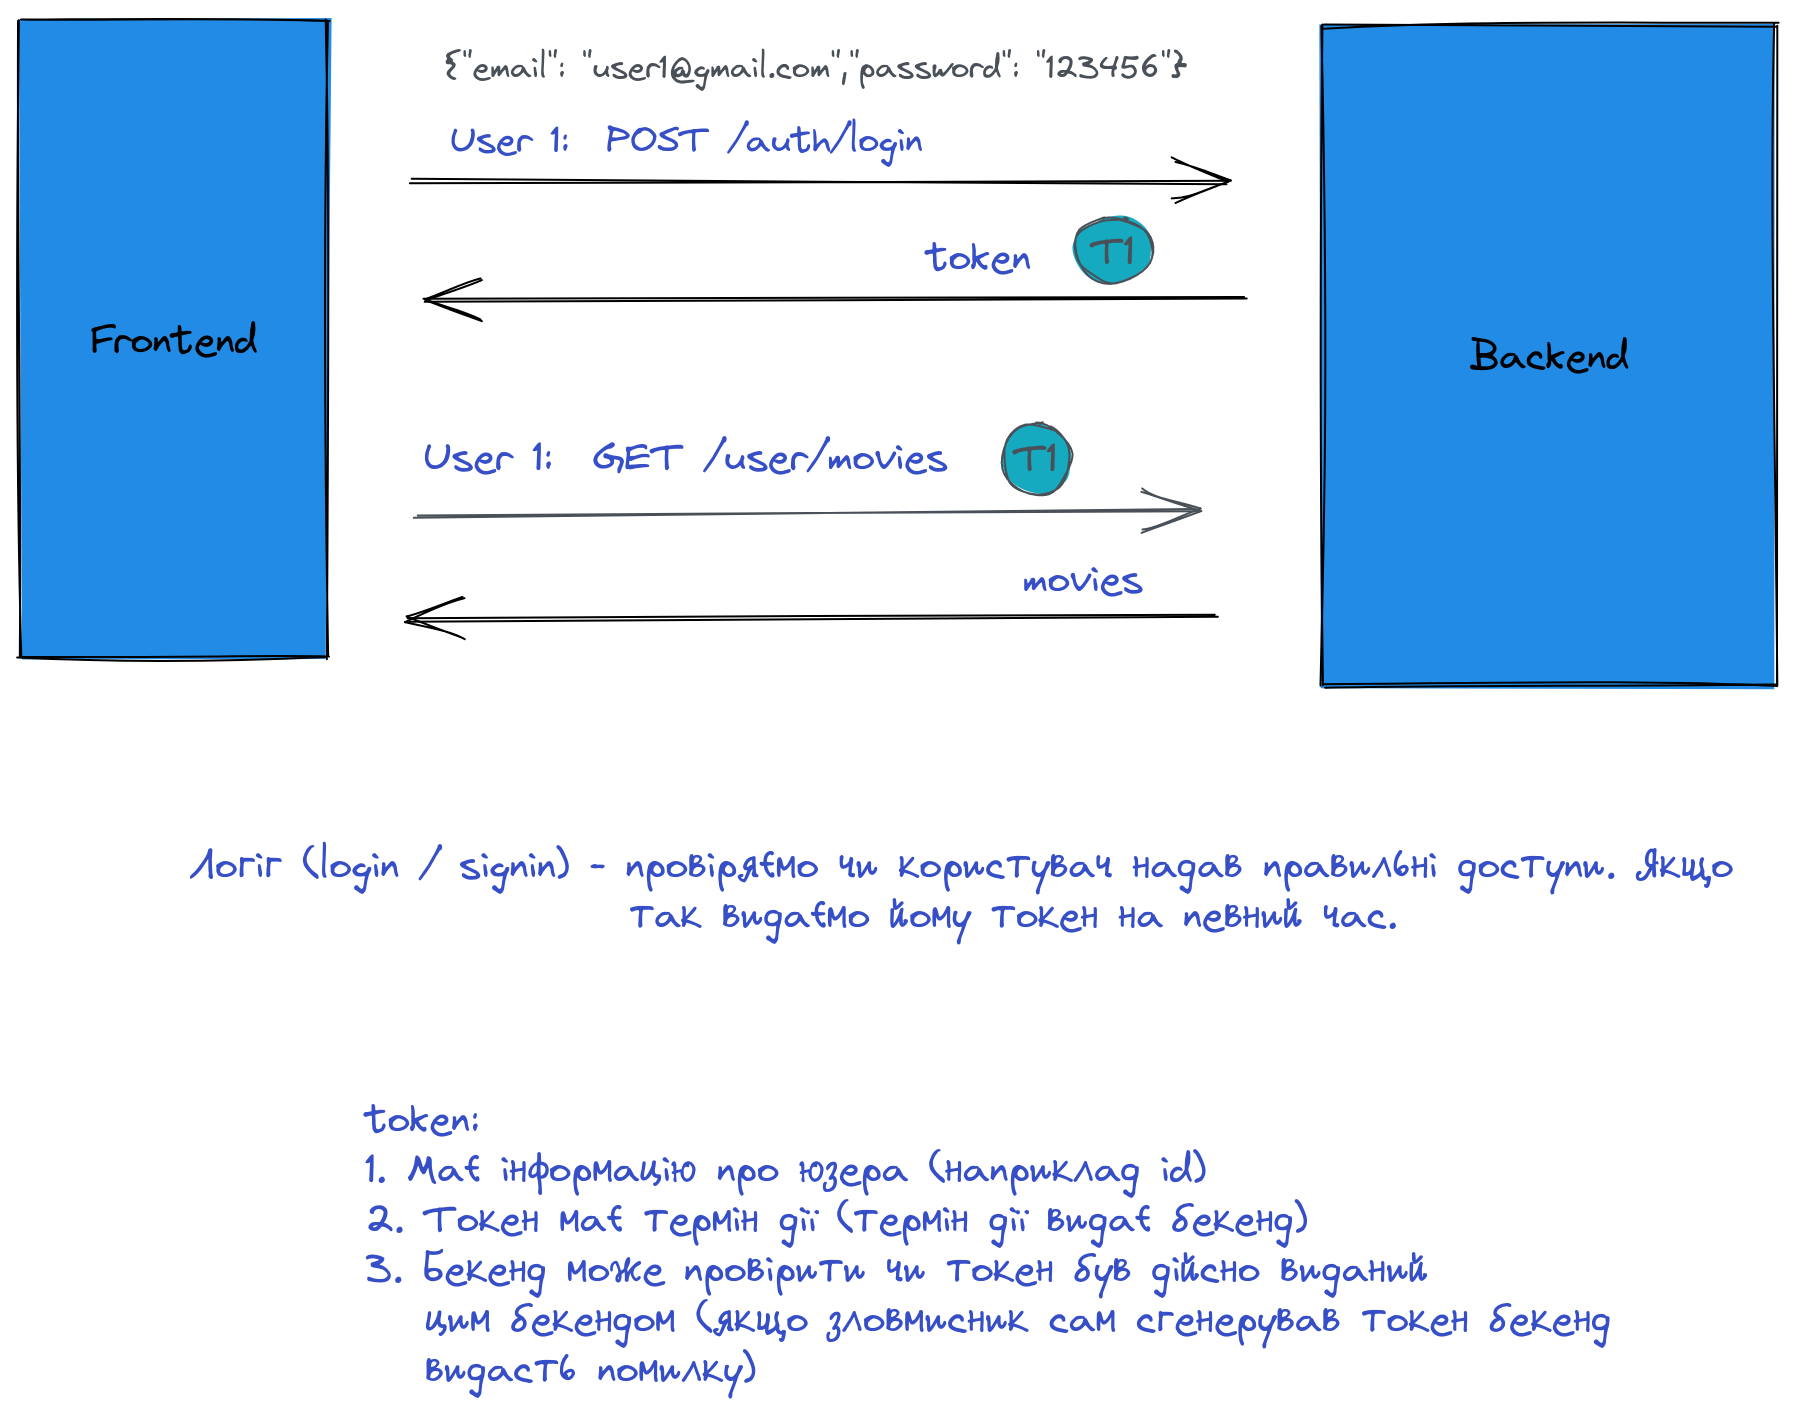 {"email": "user1@gmail.com","password": "123456"}
User 1: POST /auth/login
token T1
Frontend
Backend
User 1: GET /user/movies T1
movies
Логіг (login / signin) - провіряємо чи користувач надав правильні доступи. Якщо
так видаємо йому токен на певний час.
token:
1. Має інформацію про юзера (наприклад id)
2. Токен має термін дії (термін дії видає бекенд)
3. Бекенд може провірити чи токен був дійсно виданий
цим бекендом (якщо зловмисник сам сгенерував токен бекенд
видасть помилку)